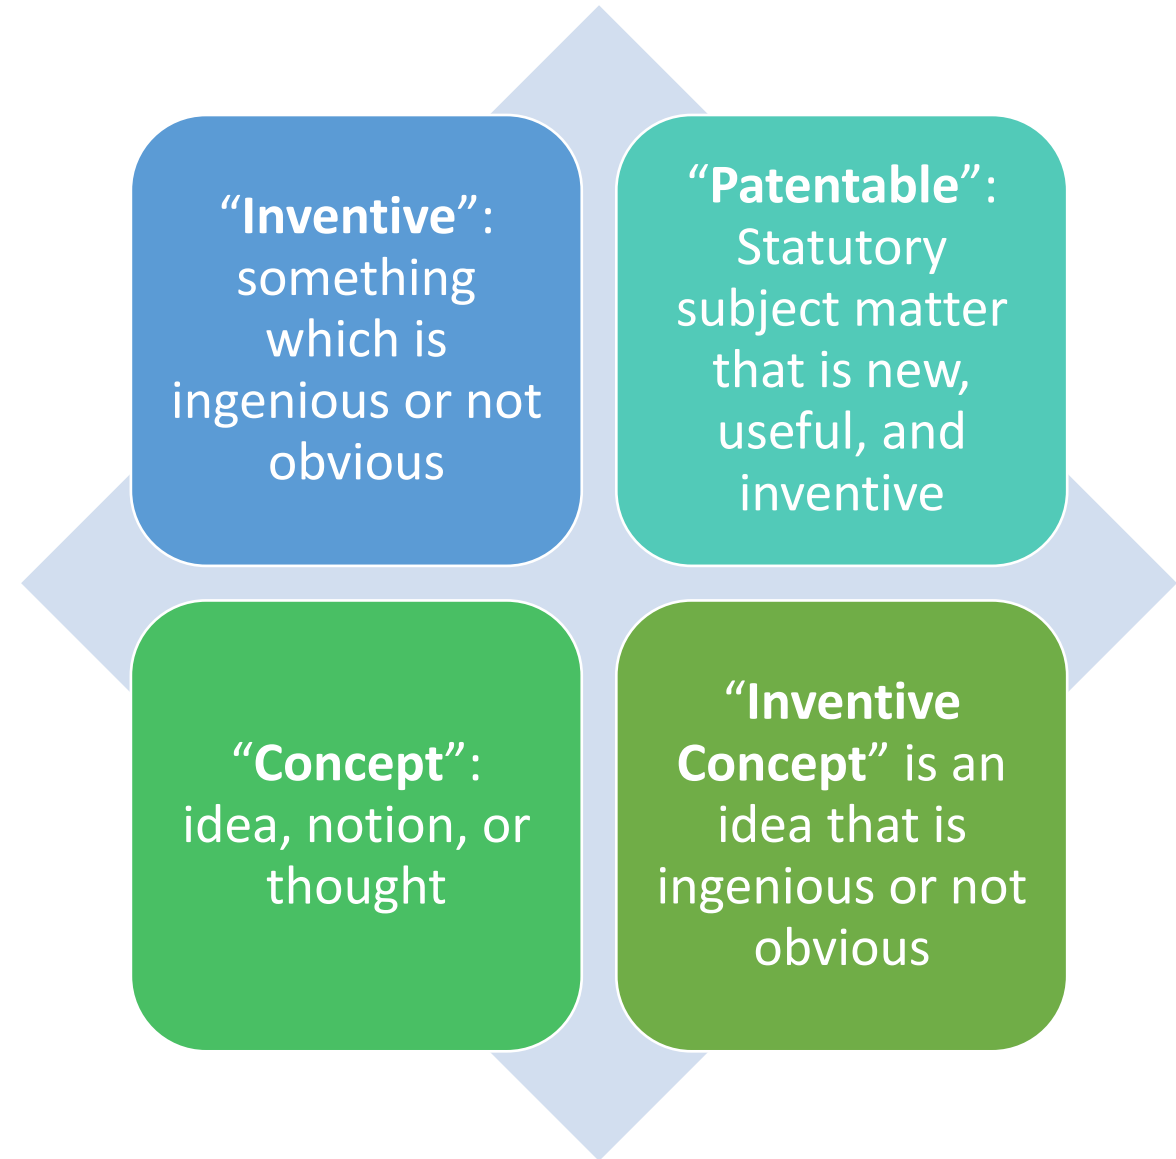 “Inventive”:
something
which is
ingenious or not
obvious
“Patentable”:
Statutory
subject matter
that is new,
useful, and
inventive
“Concept”:
idea, notion, or
thought
“Inventive
Concept” is an
idea that is
ingenious or not
obvious